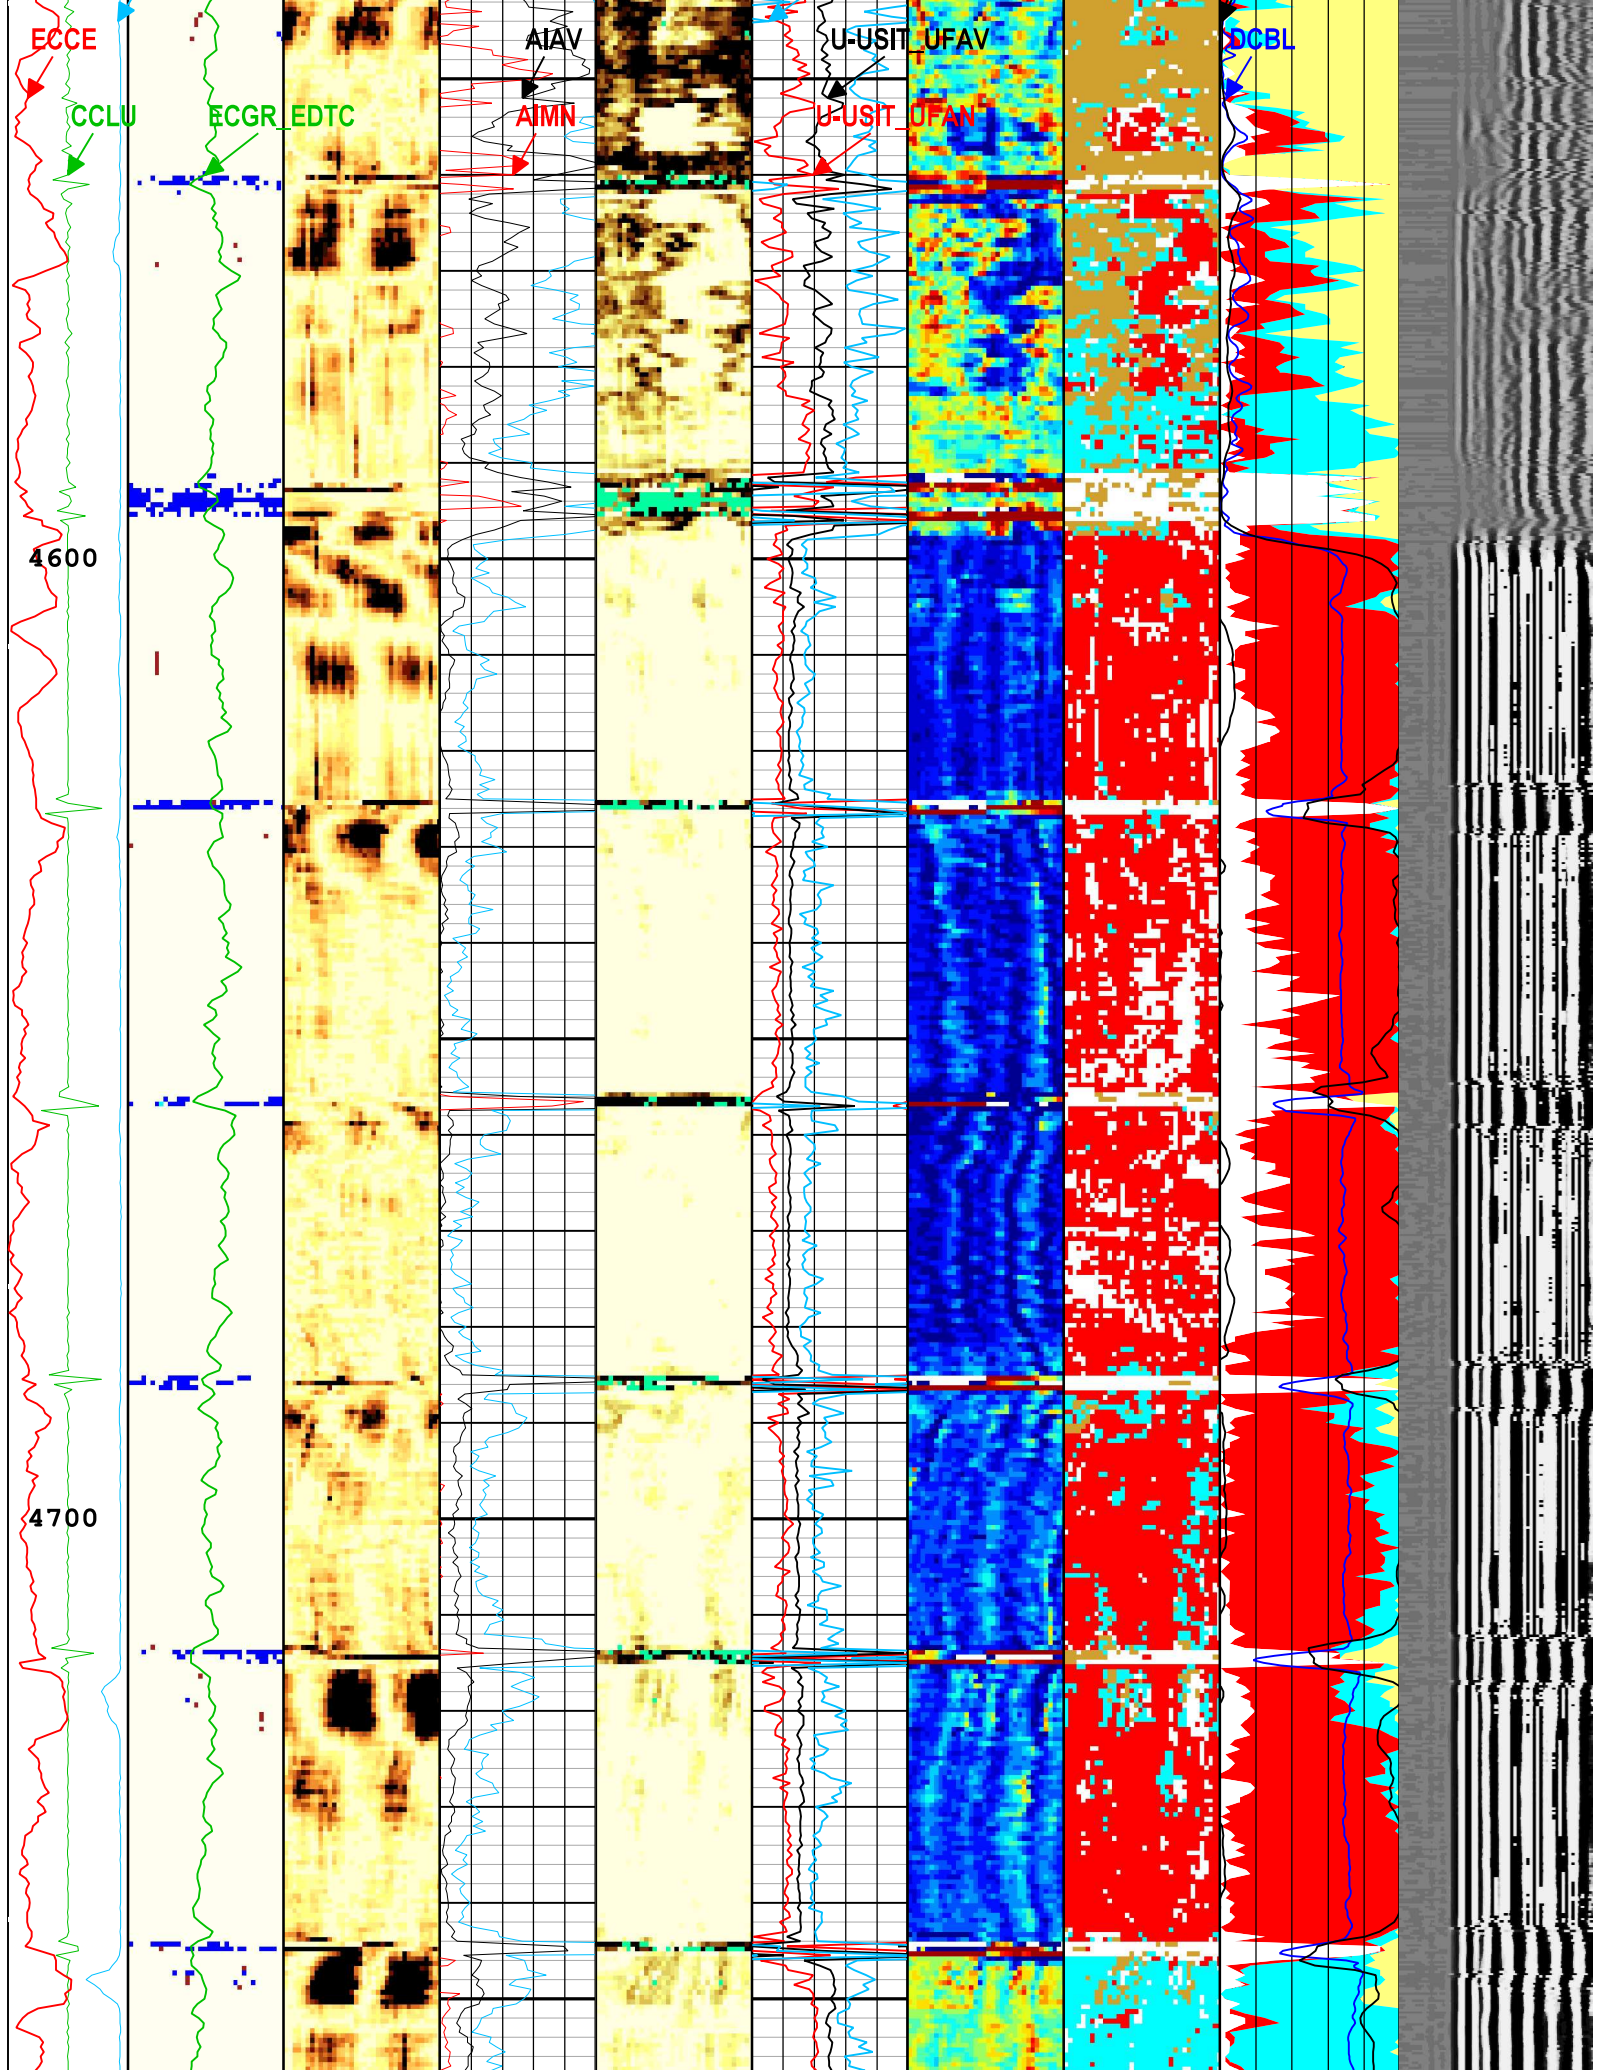 ECCE
AIAV
U-USIT_UFAV
DCBL
CCLU
ECGR_EDTC
AIMN
U-USIT_UFAN
4600
4700